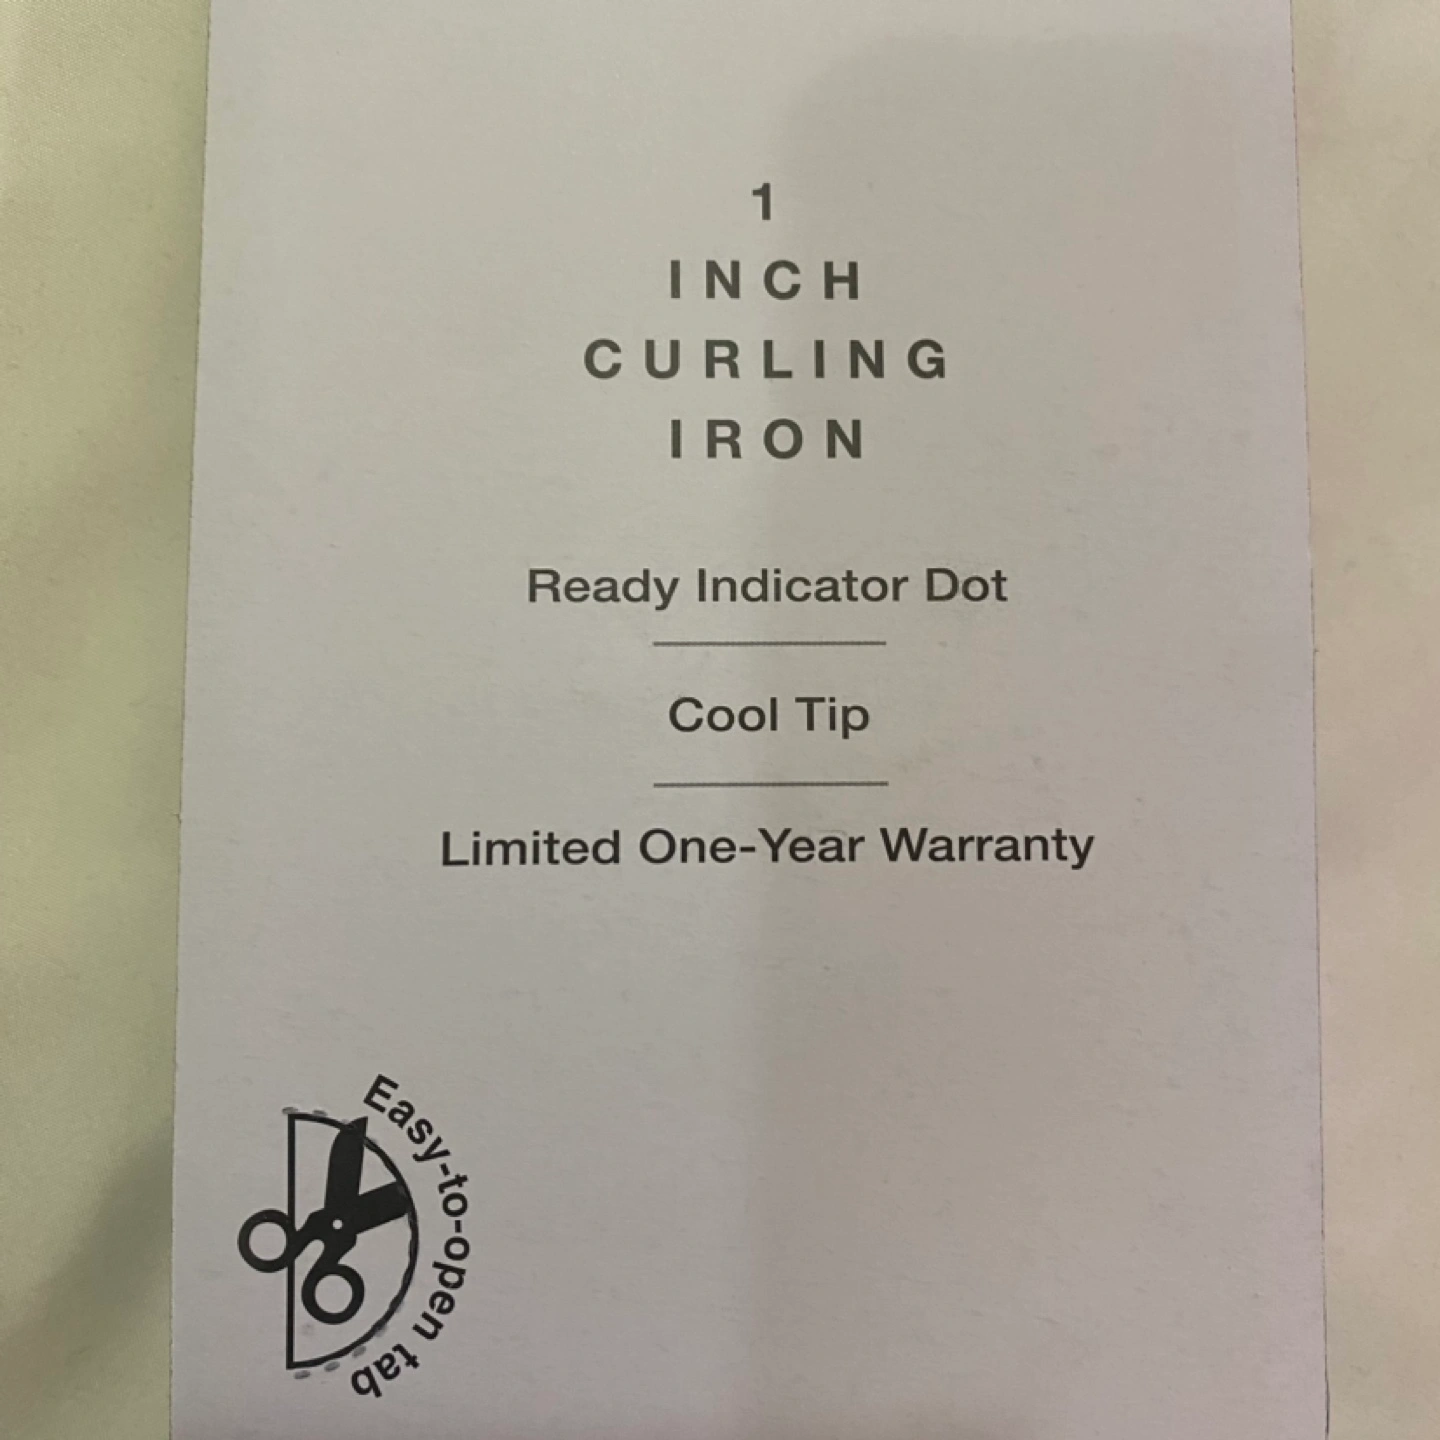 1
INCH
CURLING
IRON
Ready Indicator Dot
Cool Tip
Limited One-Year Warranty
Easy-to-open tab